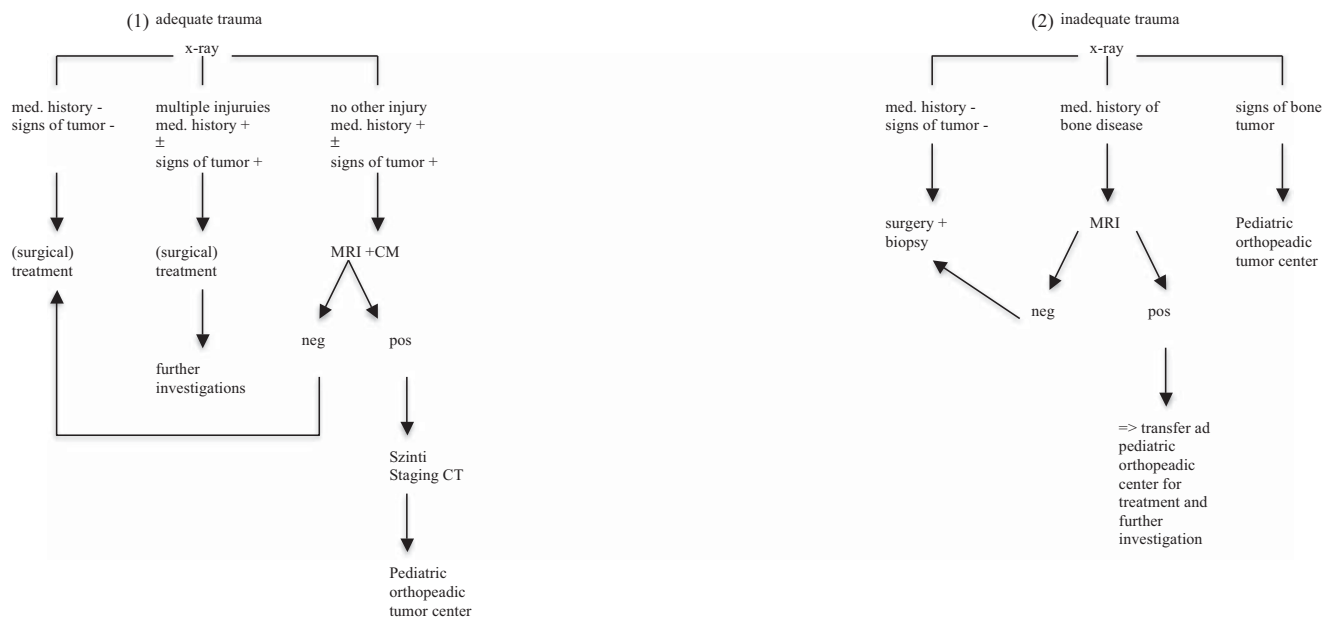 (1) adequate trauma
x-ray
med. history -
signs of tumor -
multiple injuruies
med. history +
±
signs of tumor +
no other injury
med. history +
±
signs of tumor +
(surgical)
treatment
(surgical)
treatment
MRI +CM
neg
pos
further
investigations
Szinti
Staging CT
Pediatric
orthopeadic
tumor center
(2) inadequate trauma
x-ray
med. history -
signs of tumor -
med. history of
bone disease
signs of bone
tumor
surgery +
biopsy
MRI
Pediatric
orthopeadic
tumor center
neg
pos
=> transfer ad
pediatric
orthopeadic
center for
treatment and
further
investigation